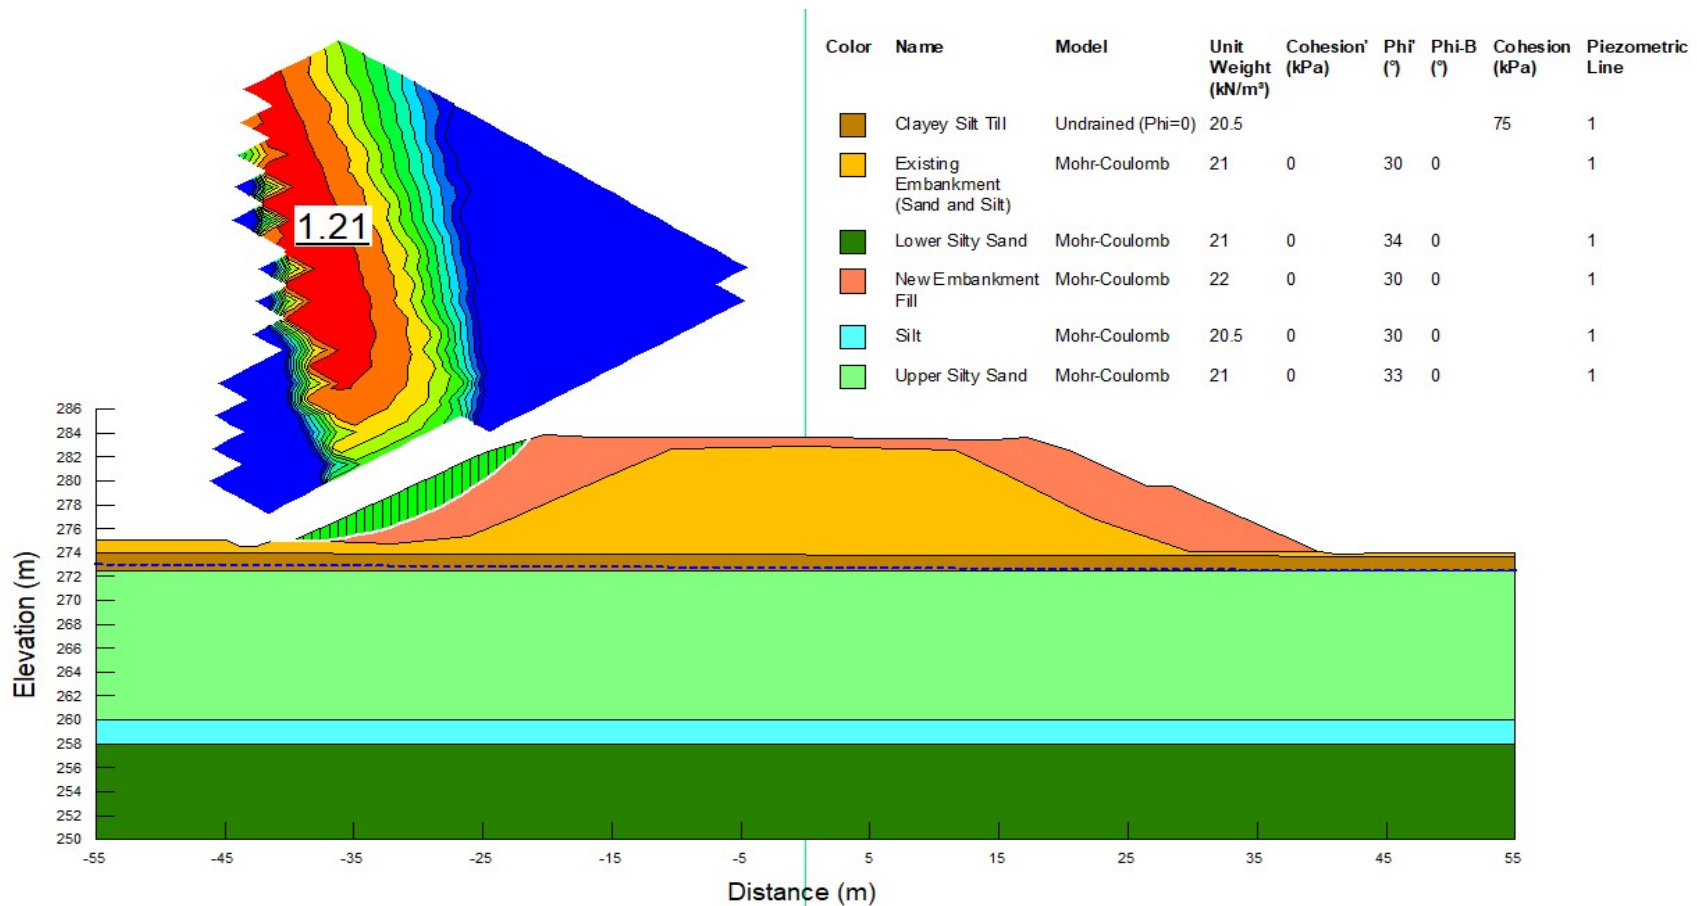 Color Name Model Unit Weight (kN/m³) Cohesion' (kPa) Phi' (°) Phi-B (°) Cohesion (kPa) Piezometric Line
Clayey Silt Till Undrained (Phi=0) 20.5 75 1
Existing Embankment (Sand and Silt) Mohr-Coulomb 21 0 30 0 1
Lower Silty Sand Mohr-Coulomb 21 0 34 0 1
New Embankment Fill Mohr-Coulomb 22 0 30 0 1
Silt Mohr-Coulomb 20.5 0 30 0 1
Upper Silty Sand Mohr-Coulomb 21 0 33 0 1
1.21
286
284
282
280
278
276
274
272
270
268
266
264
262
260
258
256
254
252
250
Elevation (m)
-55 -45 -35 -25 -15 -5 5 15 25 35 45 55
Distance (m)